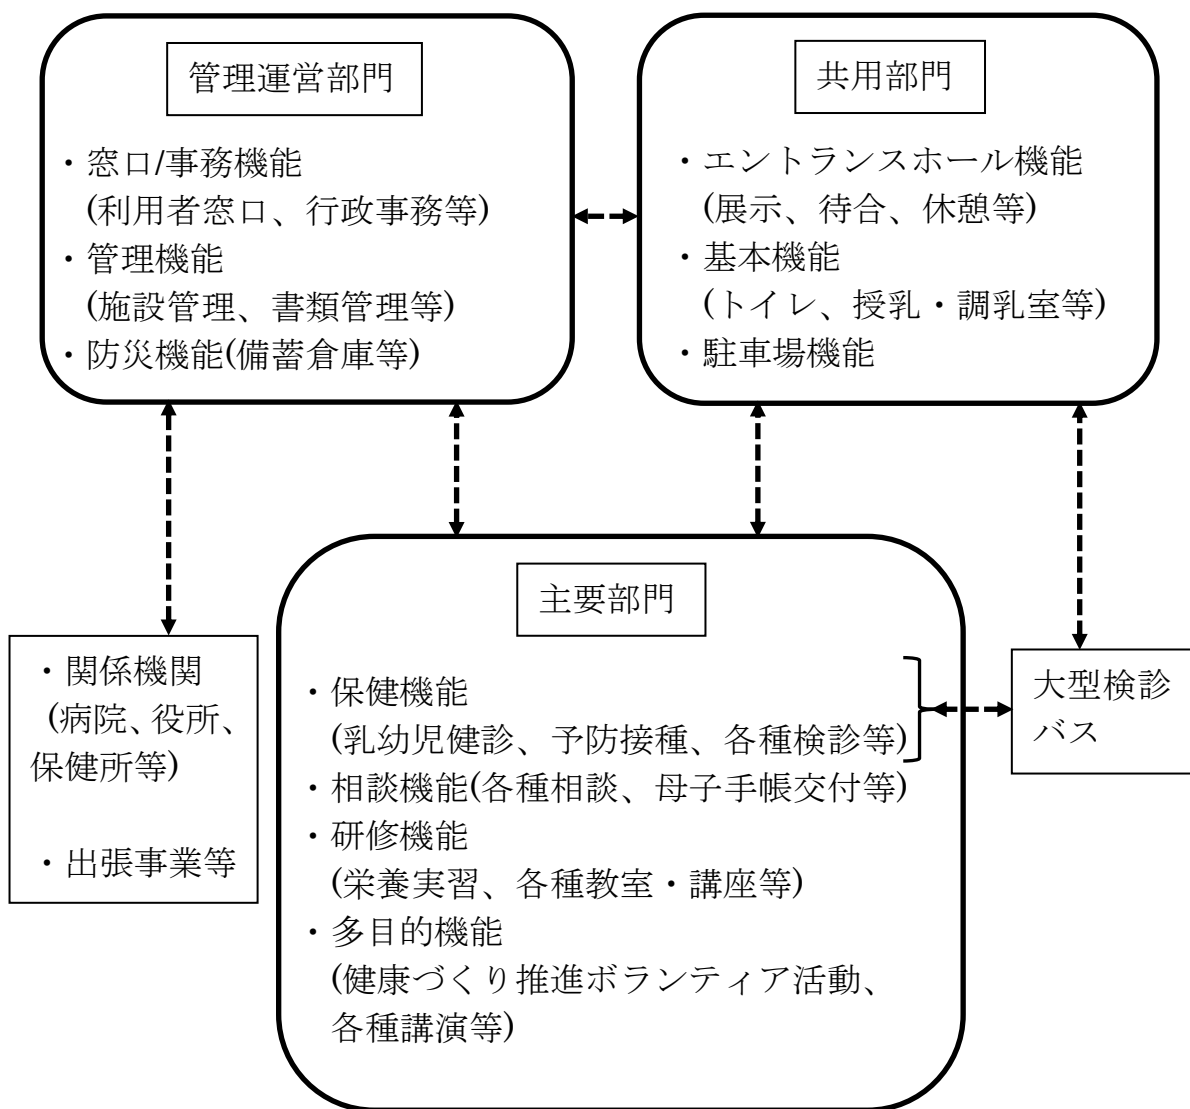 管理運営部門
・窓口/事務機能
(利用者窓口、行政事務等)
・管理機能
(施設管理、書類管理等)
・防災機能(備蓄倉庫等)
共用部門
・エントランスホール機能
(展示、待合、休憩等)
・基本機能
(トイレ、授乳・調乳室等)
・駐車場機能
主要部門
・保健機能
(乳幼児健診、予防接種、各種検診等)
・相談機能(各種相談、母子手帳交付等)
・研修機能
(栄養実習、各種教室・講座等)
・多目的機能
(健康づくり推進ボランティア活動、
各種講演等)
・関係機関
(病院、役所、
保健所等)
・出張事業等
大型検診
バス